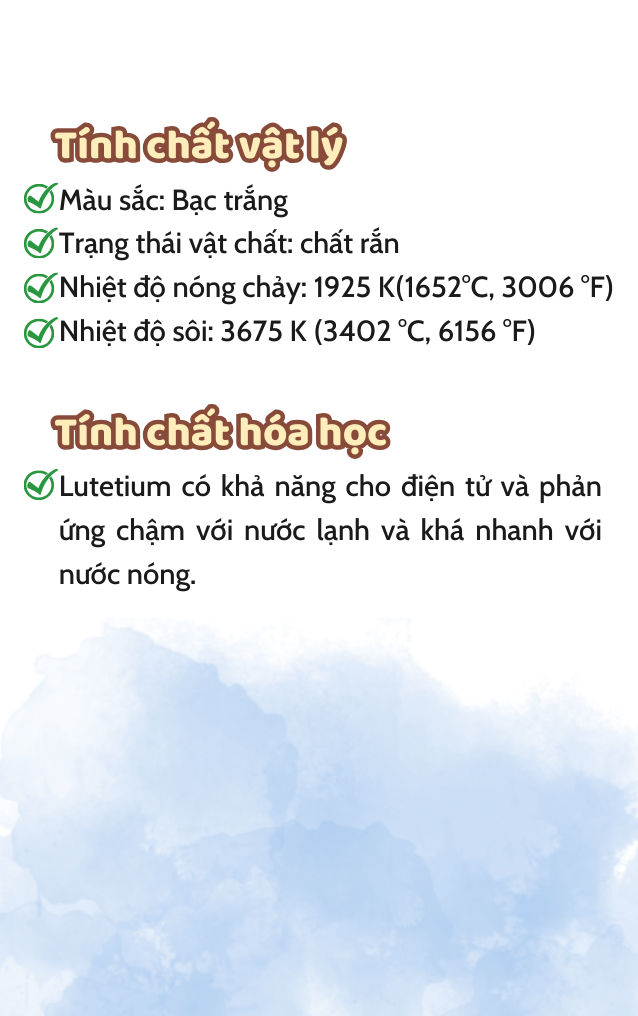 Tính chất vật lý
Màu sắc: Bạc trắng
Trạng thái vật chất: chất rắn
Nhiệt độ nóng chảy: 1925 K(1652°C, 3006 °F)
Nhiệt độ sôi: 3675 K (3402 °C, 6156 °F)
Tính chất hóa học
Lutetium có khả năng cho điện tử và phản
ứng chậm với nước lạnh và khá nhanh với
nước nóng.